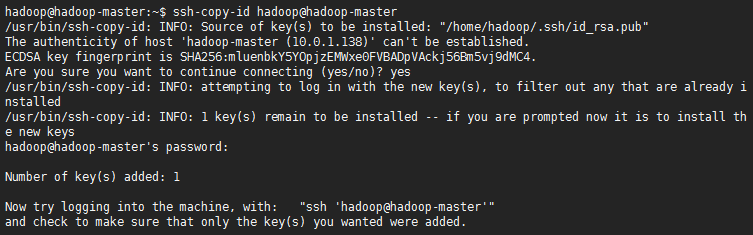 hadoop@hadoop-master:~$ ssh-copy-id hadoop@hadoop-master
/usr/bin/ssh-copy-id: INFO: Source of key(s) to be installed: "/home/hadoop/.ssh/id_rsa.pub"
The authenticity of host 'hadoop-master (10.0.1.138)' can't be established.
ECDSA key fingerprint is SHA256:mluenbkY5YOpjzEMWxe0FVBADpVAckj56Bm5vj9dMC4.
Are you sure you want to continue connecting (yes/no)? yes
/usr/bin/ssh-copy-id: INFO: attempting to log in with the new key(s), to filter out any that are already i
nstalled
/usr/bin/ssh-copy-id: INFO: 1 key(s) remain to be installed -- if you are prompted now it is to install th
e new keys
hadoop@hadoop-master's password:
Number of key(s) added: 1
Now try logging into the machine, with:   "ssh 'hadoop@hadoop-master'"
and check to make sure that only the key(s) you wanted were added.